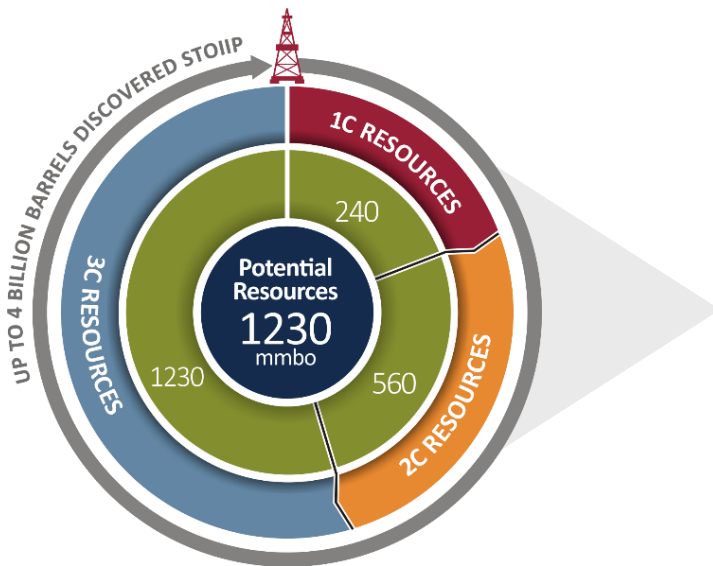 UP TO 4 BILLION BARRELS DISCOVERED STOIIP
1C RESOURCES
240
Potential
Resources
1230
mmbo
1230
560
3C RESOURCES
2C RESOURCES